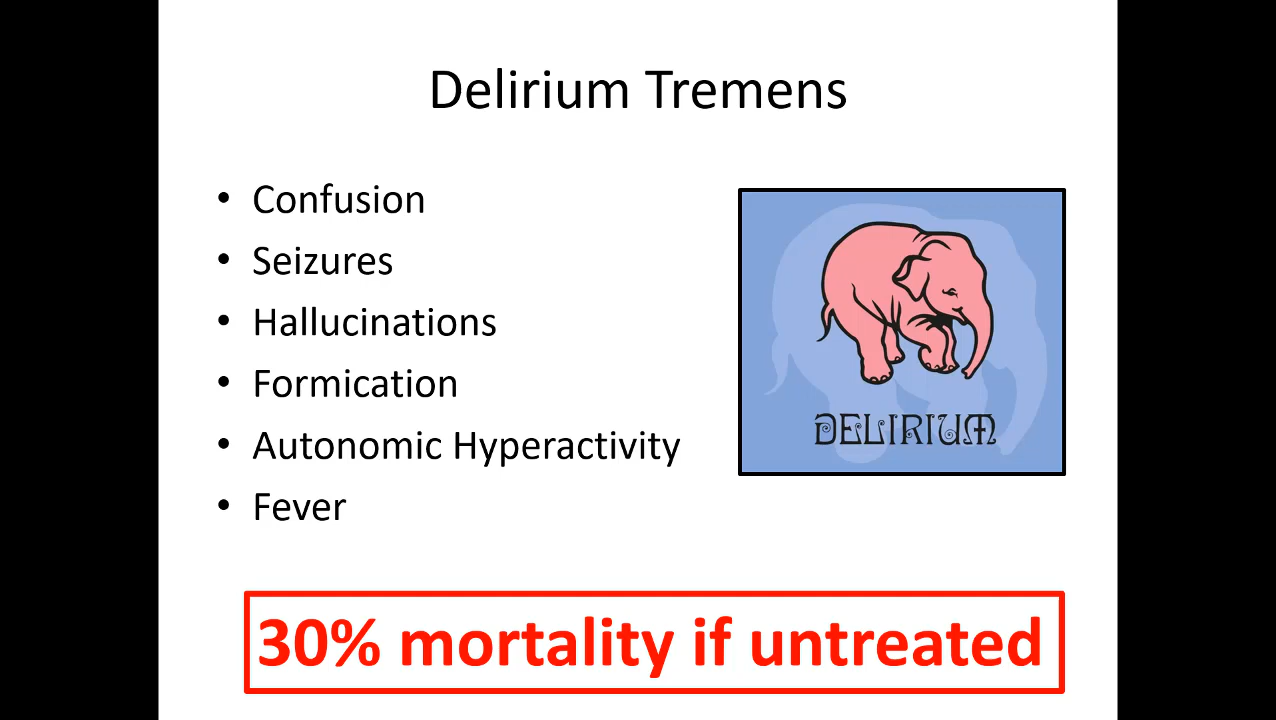 Delirium Tremens
• Confusion
• Seizures
• Hallucinations
• Formication
• Autonomic Hyperactivity
• Fever
DELIRIUM
30% mortality if untreated